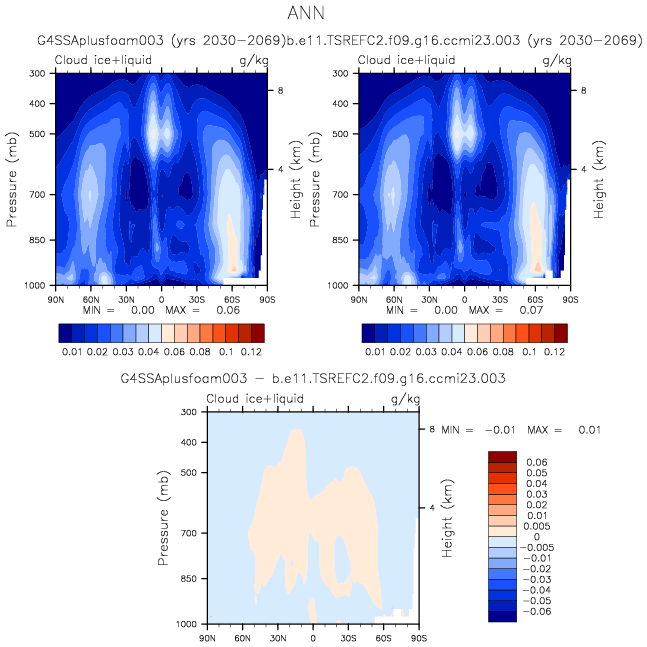 ANN
G4SSAplusfoam003 (yrs 2030-2069)b.e11.TSREFC2.f09.g16.ccmi23.003 (yrs 2030-2069)
Cloud ice+liquid g/kg Cloud ice+liquid g/kg
300 400 500 700 850 1000
Pressure (mb)
8 4
Height (km)
90N 60N 30N 0 30S 60S 90S
300 400 500 700 850 1000
Pressure (mb)
8 4
Height (km)
90N 60N 30N 0 30S 60S 90S
MIN = 0.00 MAX = 0.06 MIN = 0.00 MAX = 0.07
0.01 0.02 0.03 0.04 0.06 0.08 0.1 0.12 0.01 0.02 0.03 0.04 0.06 0.08 0.1 0.12
G4SSAplusfoam003 - b.e11.TSREFC2.f09.g16.ccmi23.003
Cloud ice+liquid g/kg
300 400 500 700 850 1000
Pressure (mb)
8 4
Height (km)
90N 60N 30N 0 30S 60S 90S
MIN = -0.01 MAX = 0.01
0.06
0.05
0.04
0.03
0.02
0.01
0.005
0
-0.005
-0.01
-0.02
-0.03
-0.04
-0.05
-0.06